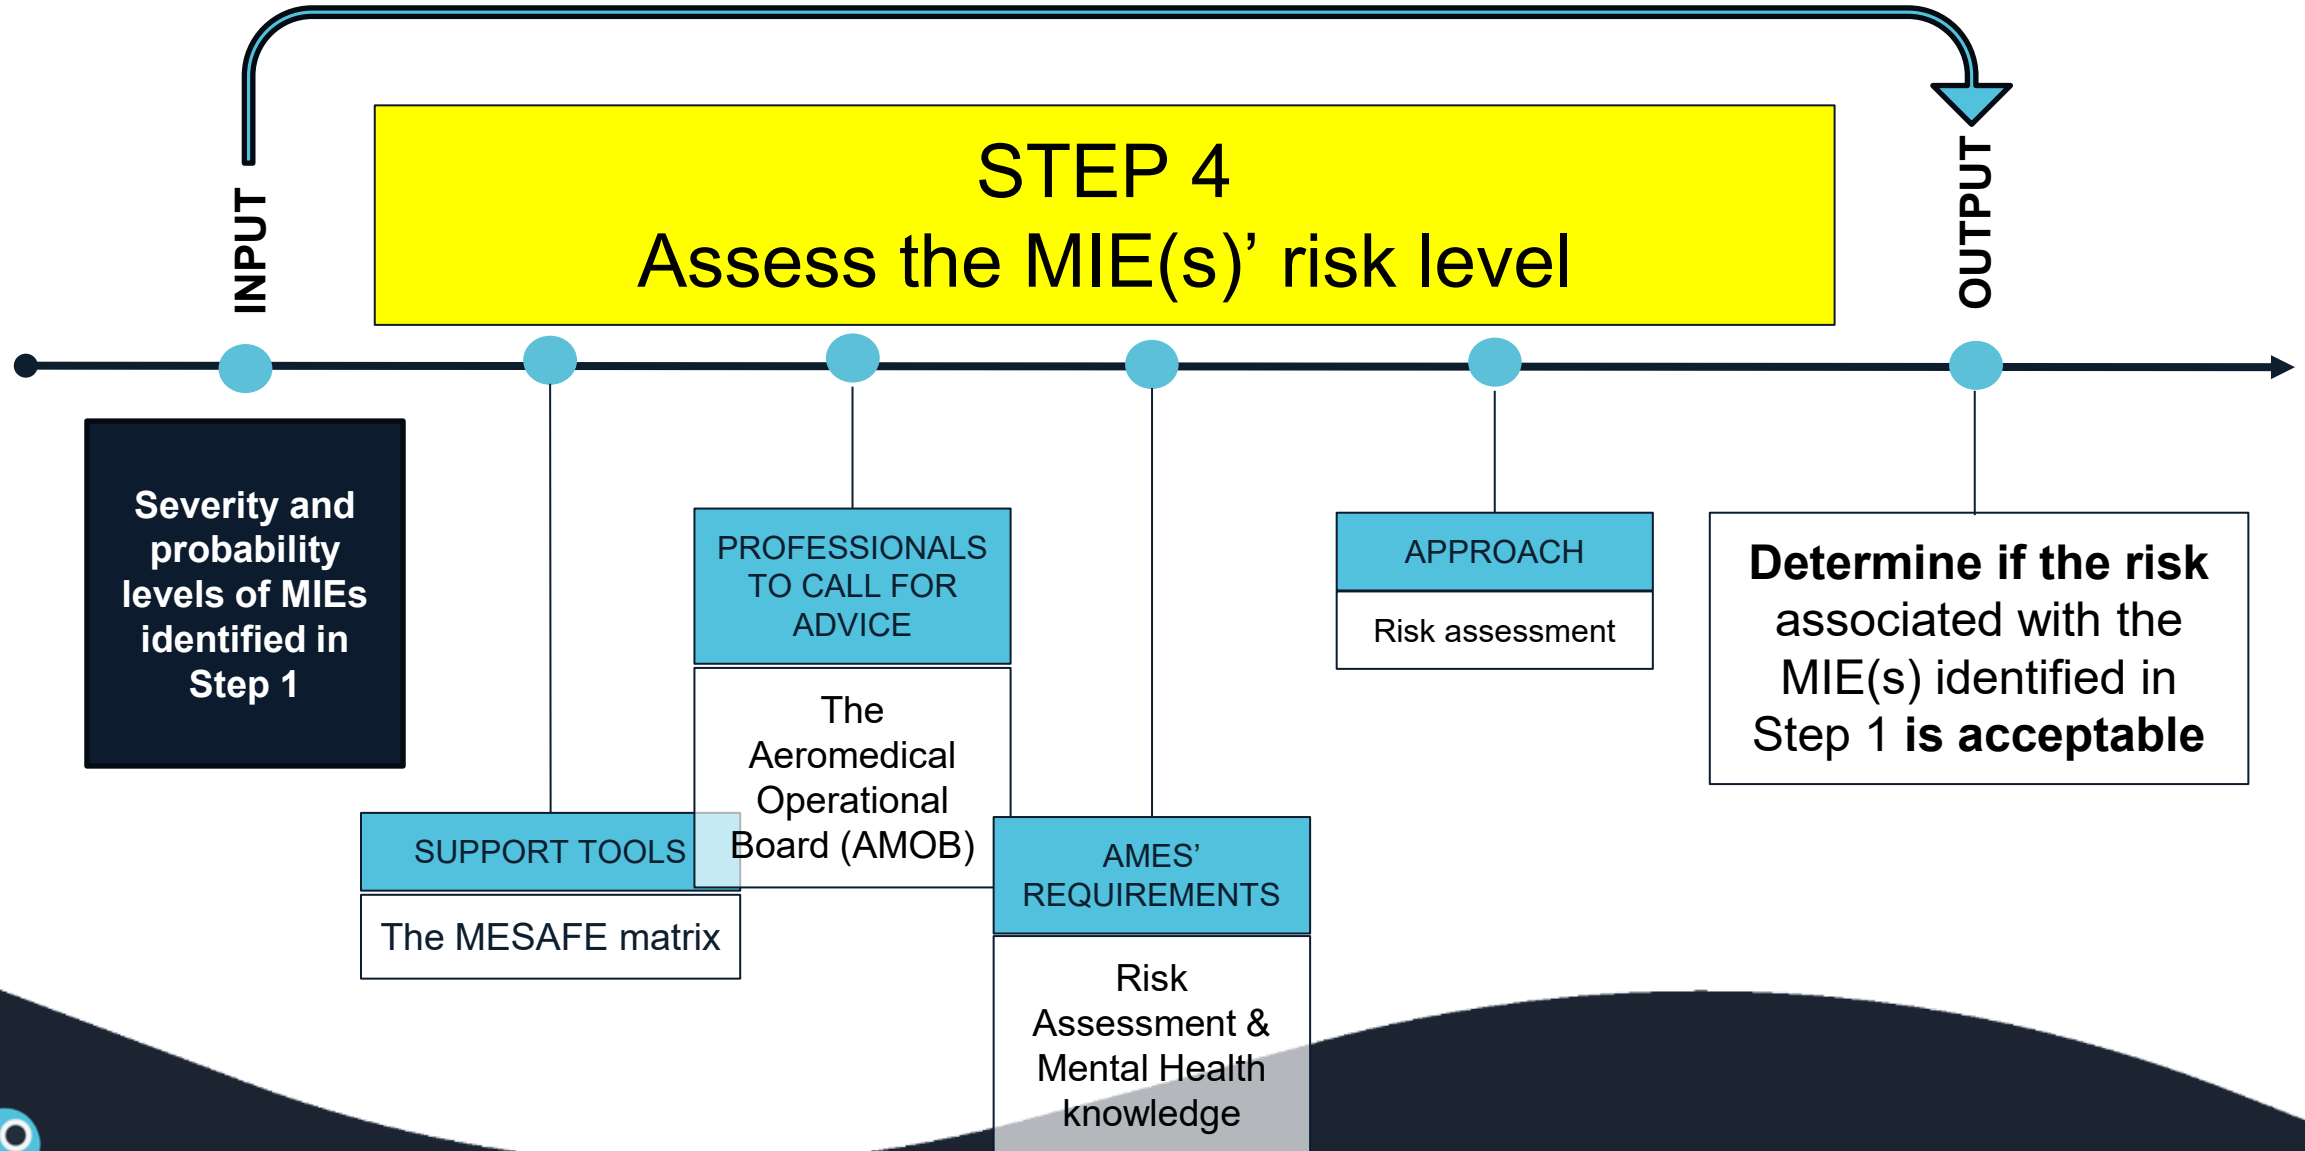 INPUT
STEP 4
Assess the MIE(s)’ risk level
OUTPUT
Severity and
probability
levels of MIEs
identified in
Step 1
SUPPORT TOOLS
The MESAFE matrix
PROFESSIONALS
TO CALL FOR
ADVICE
The
Aeromedical
Operational
Board (AMOB)
AMES’
REQUIREMENTS
Risk
Assessment &
Mental Health
knowledge
APPROACH
Risk assessment
Determine if the risk
associated with the
MIE(s) identified in
Step 1 is acceptable